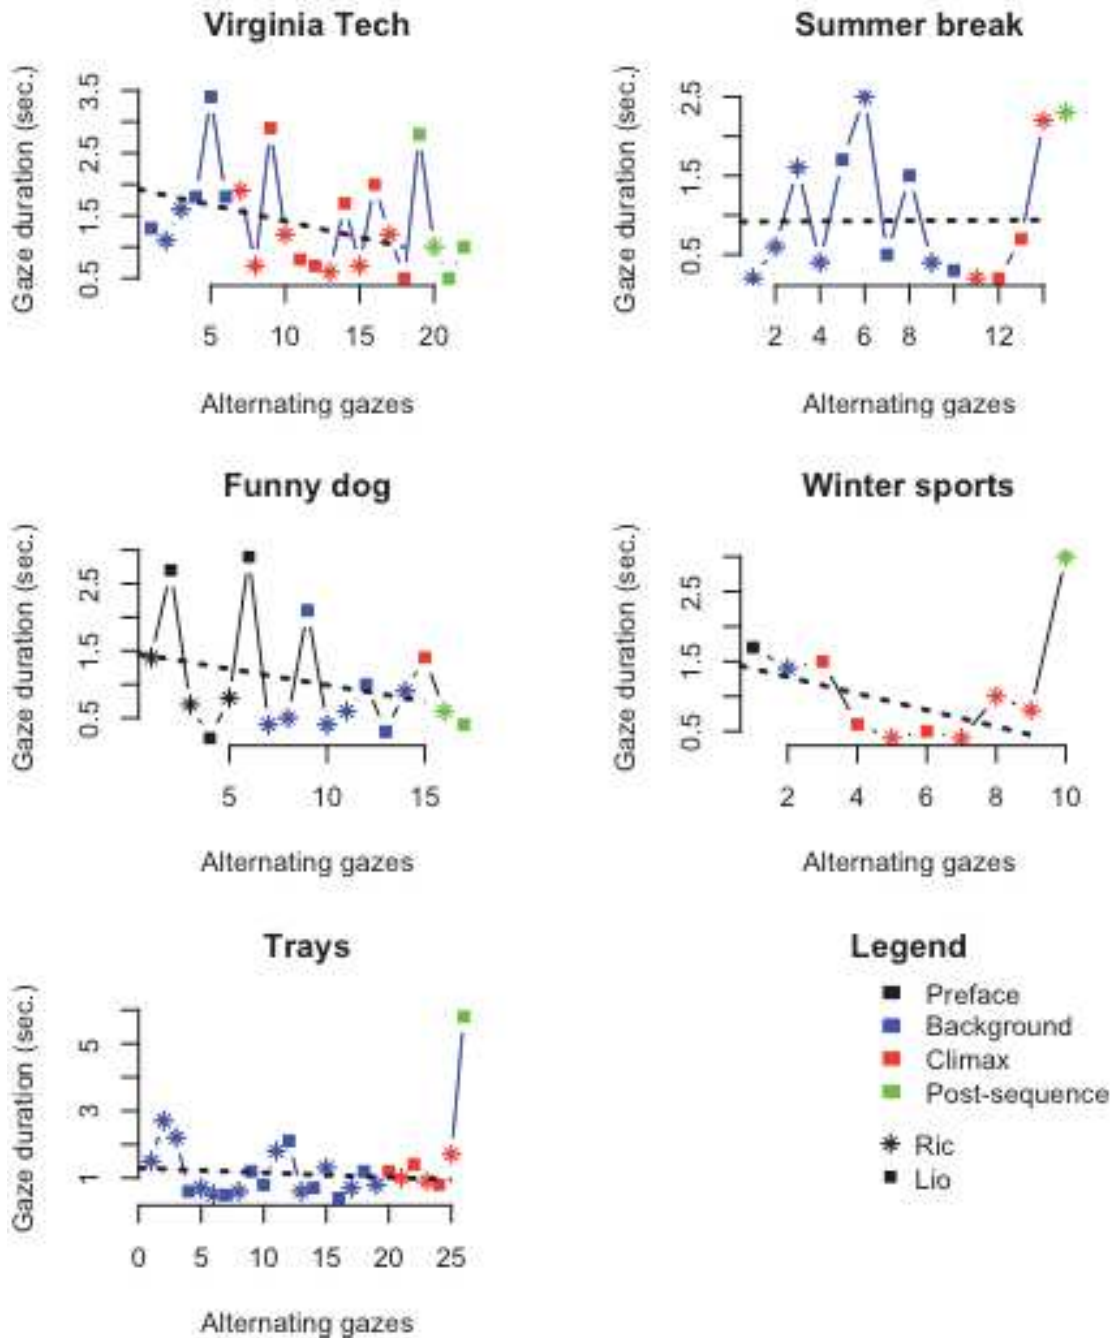 Virginia Tech
Gaze duration (sec.)
0.5 1.5 2.5 3.5
5 10 15 20
Alternating gazes
Summer break
Gaze duration (sec.)
0.5 1.5 2.5
2 4 6 8 12
Alternating gazes
Funny dog
Gaze duration (sec.)
0.5 1.5 2.5
5 10 15
Alternating gazes
Winter sports
Gaze duration (sec.)
0.5 1.5 2.5
2 4 6 8 10
Alternating gazes
Trays
Gaze duration (sec.)
1 3 5
0 5 10 15 20 25
Alternating gazes
Legend
Preface
Background
Climax
Post-sequence
Ric
Lio